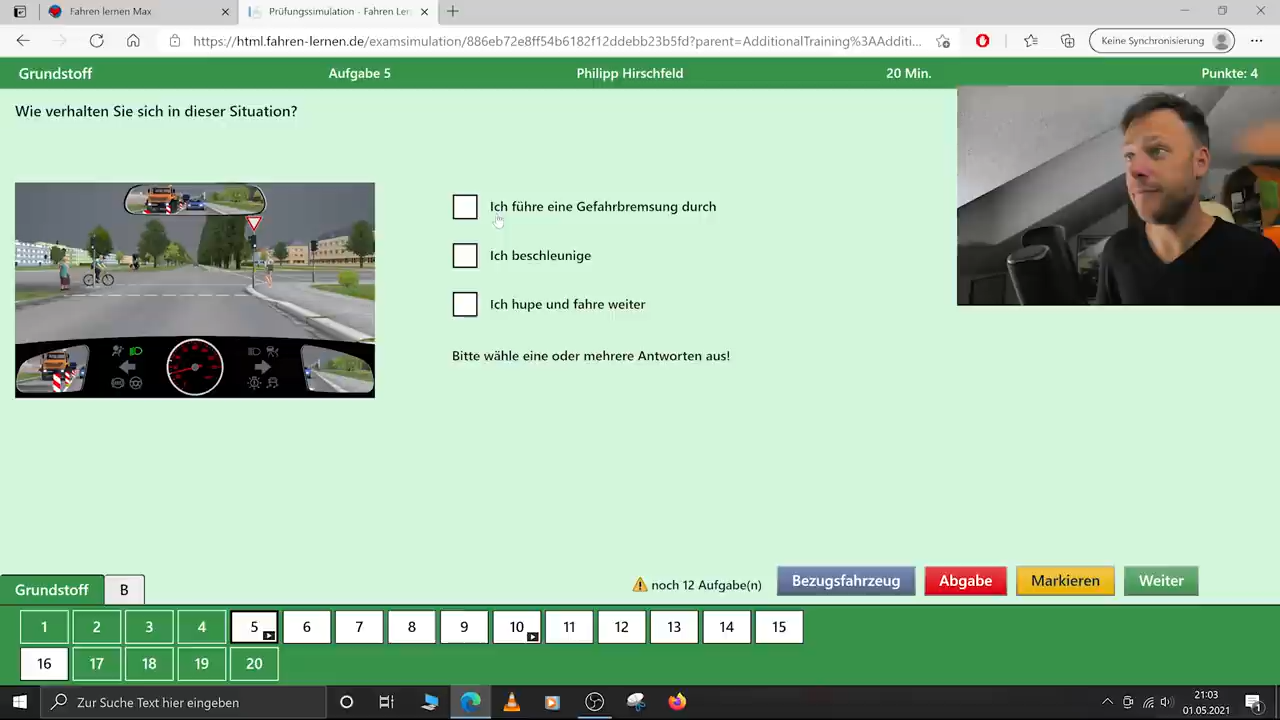 Fahren lernen Max
Prüfungssimulation - Fahren Ler
https://html.fahren-lernen.de/examsimulation/886eb72e8ff54b6182f12ddebb23b5fd?parent=AdditionalTraining%3AAdditi...
Keine Synchronisierung
Grundstoff
Aufgabe 5
Philipp Hirschfeld
20 Min.
Punkte: 4
Wie verhalten Sie sich in dieser Situation?
Ich führe eine Gefahrbremsung durch
Ich beschleunige
Ich hupe und fahre weiter
Bitte wähle eine oder mehrere Antworten aus!
Grundstoff
B
noch 12 Aufgabe(n)
Bezugsfahrzeug
Abgabe
Markieren
Weiter
1 2 3 4 5 6 7 8 9 10 11 12 13 14 15
16 17 18 19 20
Zur Suche Text hier eingeben
21:03
01.05.2021